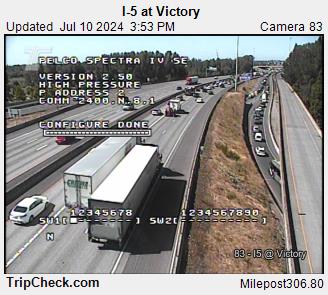 I-5 at Victory
Updated Jul 10 2024 3:53 PM Camera 83
PELCO SPECTRA IV SE
VERSION 2.50
HIGH PRESSURE
P ADDRESS 2
COMM 2400,N,8,1
CONFIGURE DONE
12345678 1234567890
SW1 SW2
N
83 - I5 @ Victory
TripCheck.com Milepost306.80